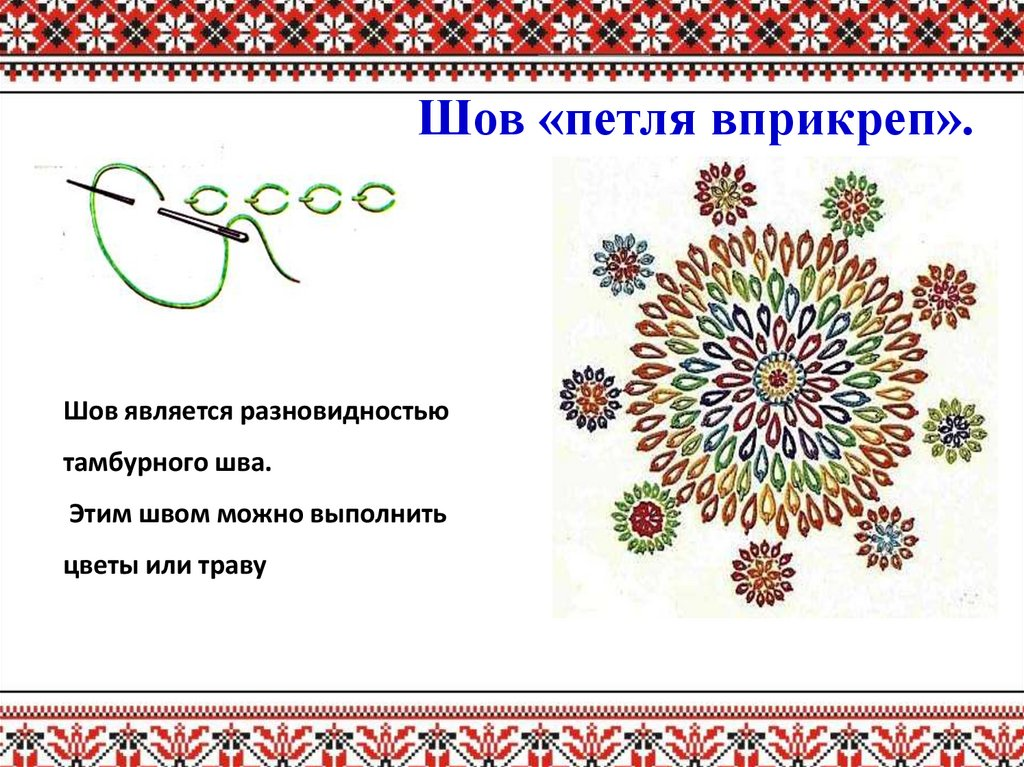 Шов «петля вприкреп».
Шов является разновидностью
тамбурного шва.
Этим швом можно выполнить
цветы или траву